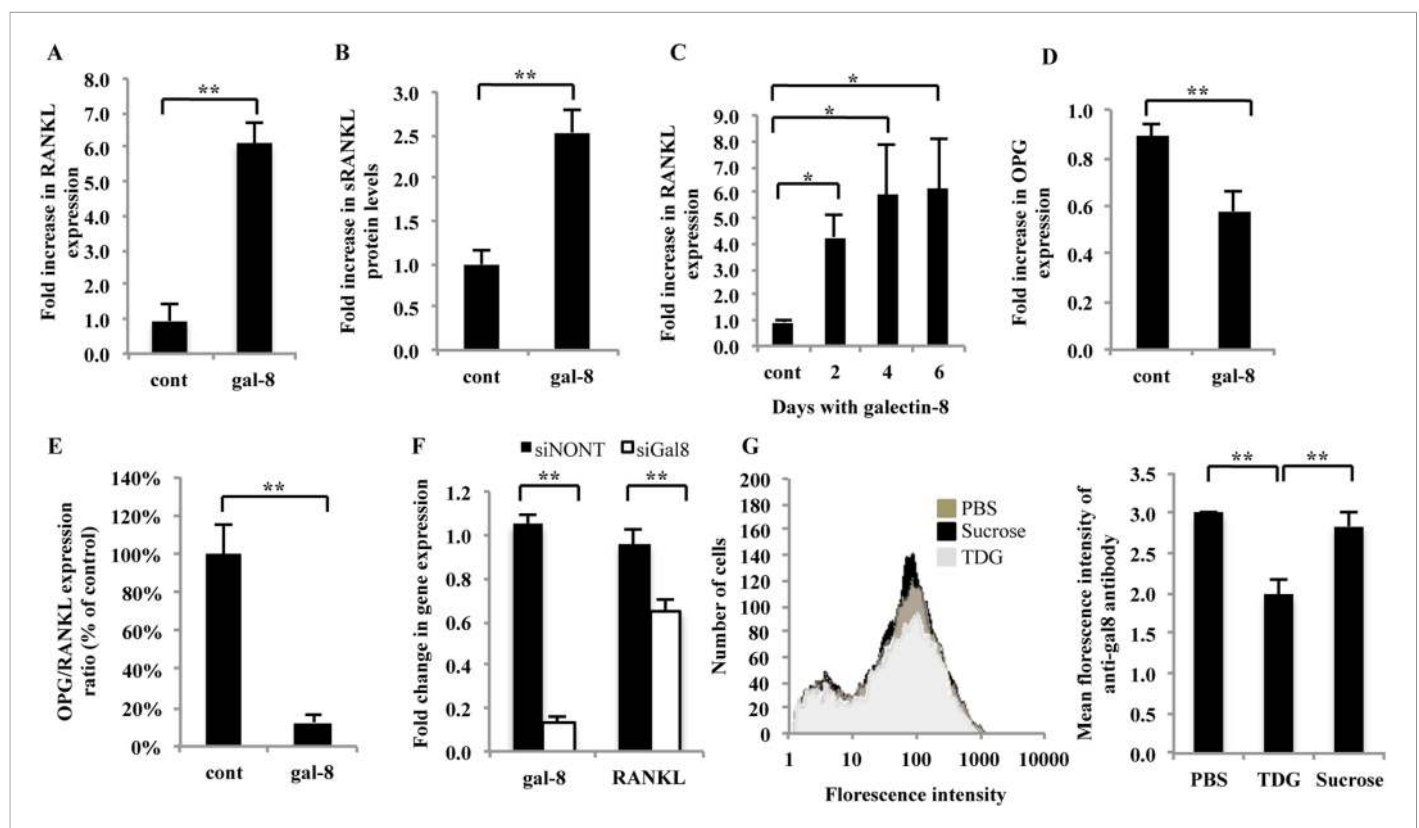 A
Fold increase in RANKL
expression
8.0
7.0
6.0
5.0
4.0
3.0
2.0
1.0
0.0
**
cont gal-8
B
Fold increase in sRANKL
protein levels
3.0
2.5
2.0
1.5
1.0
0.5
0.0
**
cont gal-8
C
Fold increase in RANKL
expression
9.0
8.0
7.0
6.0
5.0
4.0
3.0
2.0
1.0
0.0
*
*
*
cont 2 4 6
Days with galectin-8
D
Fold increase in OPG
expression
1.0
0.8
0.6
0.4
0.2
0.0
**
cont gal-8
E
OPG/RANKL expression
ratio (% of control)
140%
120%
100%
80%
60%
40%
20%
0%
**
cont gal-8
F
siNONT siGal8
Fold change in gene expression
1.2
1.0
0.8
0.6
0.4
0.2
0.0
** **
gal-8 RANKL
G
Number of cells
200
180
160
140
120
100
80
60
40
20
0
PBS
Sucrose
TDG
1 10 100 1000 10000
Florescence intensity
Mean florescence intensity of
anti-gal8 antibody
3.5
3.0
2.5
2.0
1.5
1.0
0.5
0.0
** **
PBS TDG Sucrose